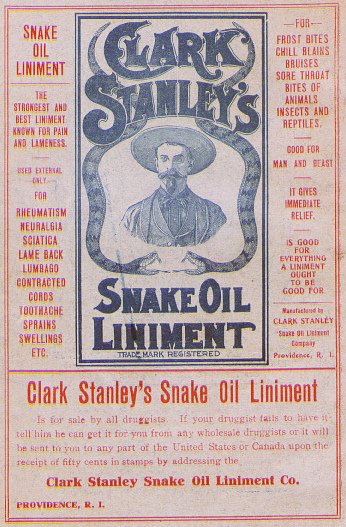 SNAKE
OIL
LINIMENT
THE
STRONGEST AND
BEST LINIMENT
KNOWN FOR PAIN
AND LAMENESS.
USED EXTERNAL
ONLY
FOR
RHEUMATISM
NEURALGIA
SCIATICA
LAME BACK
LUMBAGO
CONTRACTED
CORDS
TOOTHACHE
SPRAINS
SWELLINGS
ETC.
CLARK
STANLEY'S
SNAKE OIL
LINIMENT
TRADE MARK REGISTERED
—FOR—
FROST BITES
CHILL BLAINS
BRUISES
SORE THROAT
BITES OF
ANIMALS
INSECTS AND
REPTILES.
GOOD FOR
MAN AND BEAST
IT GIVES
IMMEDIATE
RELIEF.
IS GOOD
FOR
EVERYTHING
A LINIMENT
OUGHT
TO BE
GOOD FOR
Manufactured by
CLARK STANLEY
Snake Oil Liniment
Company
Providence, R. I.
Clark Stanley's Snake Oil Liniment
Is for sale by all druggists. If your druggist fails to have it
tell him he can get it for you from any wholesale druggists or it will
be sent to you to any part of the United States or Canada upon the
receipt of fifty cents in stamps by addressing the
Clark Stanley Snake Oil Liniment Co.
PROVIDENCE, R. I.